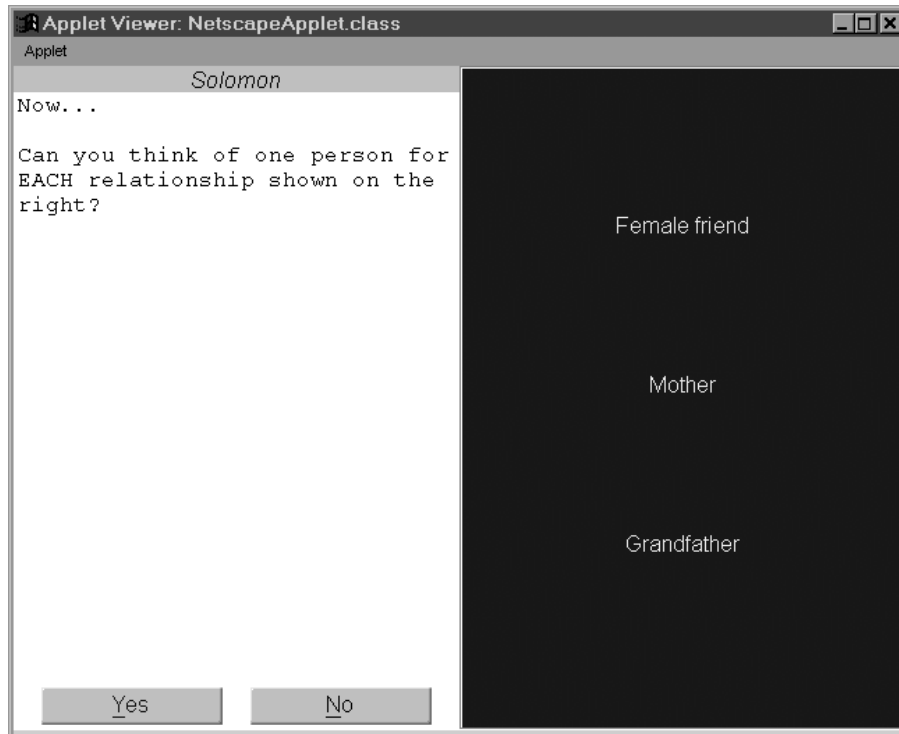 Applet Viewer: NetscapeApplet.class
Applet
Solomon
Now...
Can you think of one person for
EACH relationship shown on the
right?
Yes
No
Female friend
Mother
Grandfather